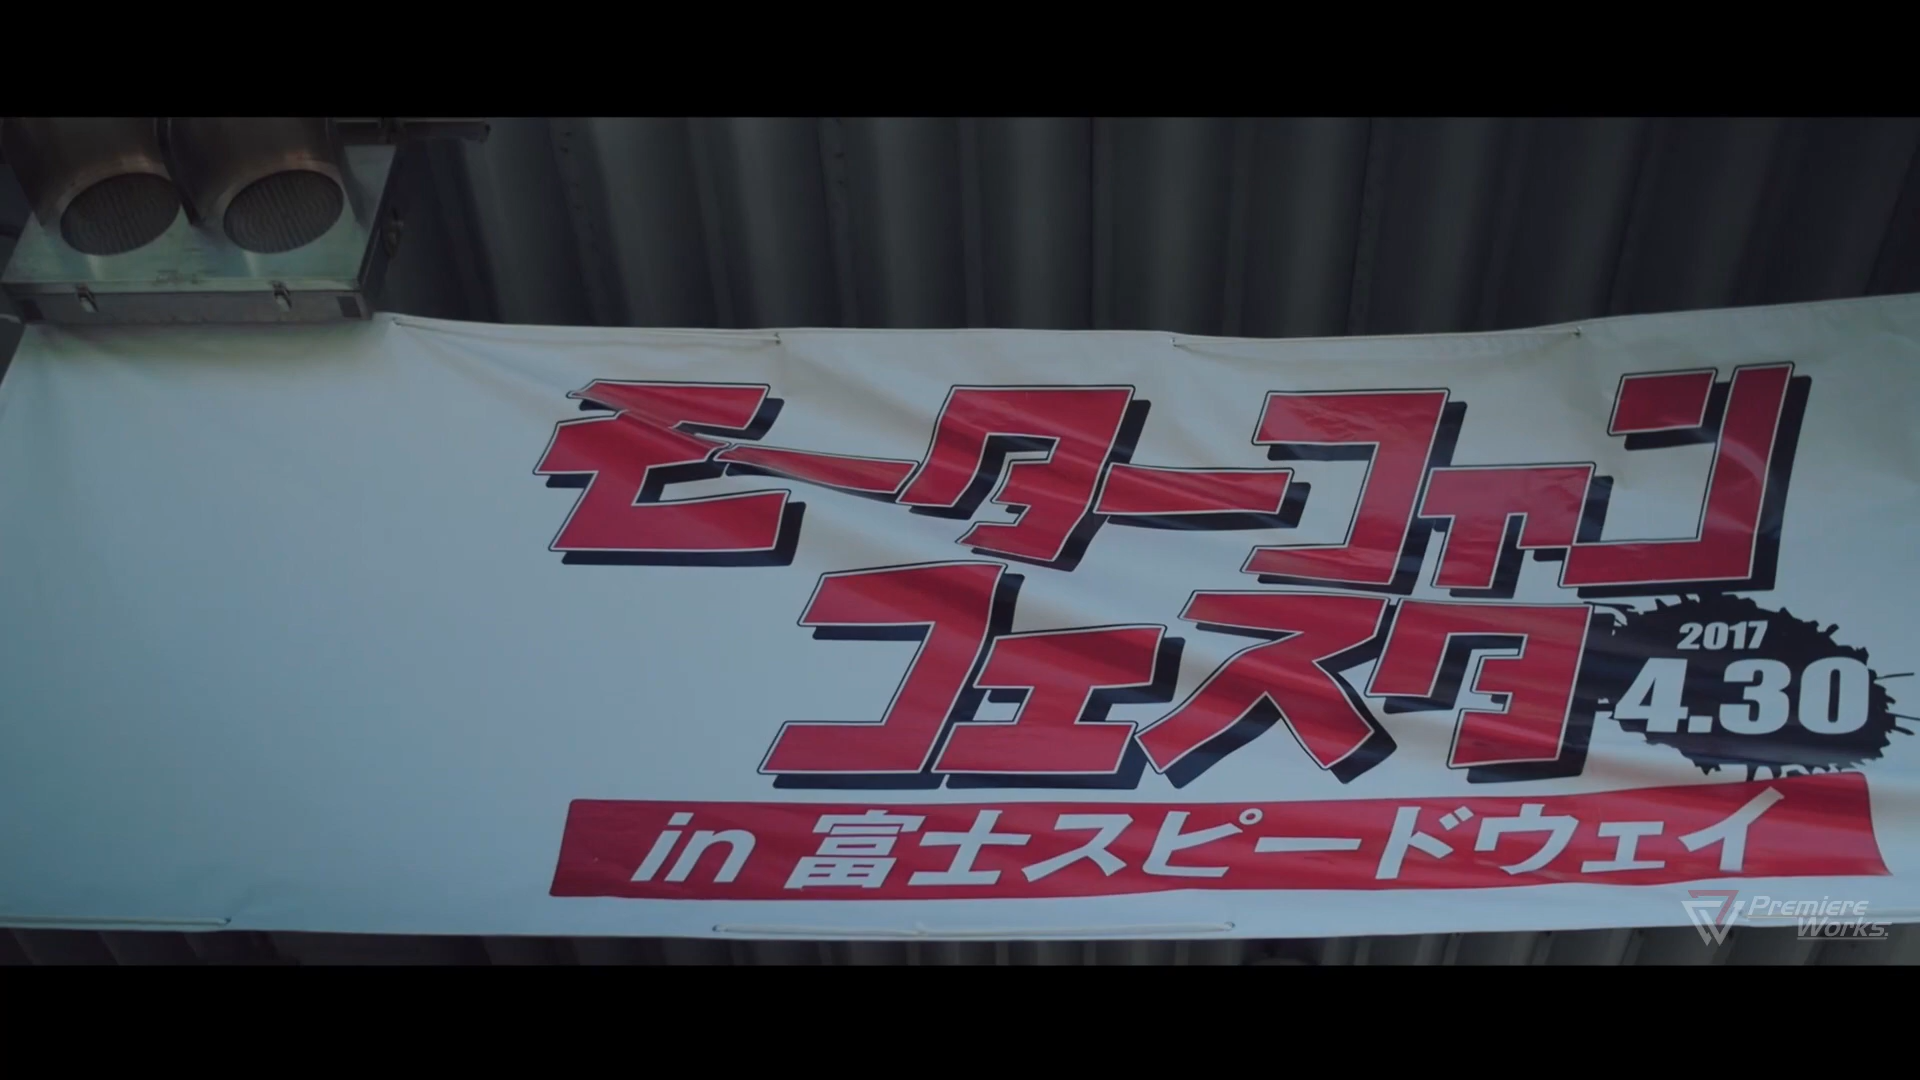 モーターファン
フェスタ
2017
4.30
in 富士スピードウェイ
Premiere
Works.